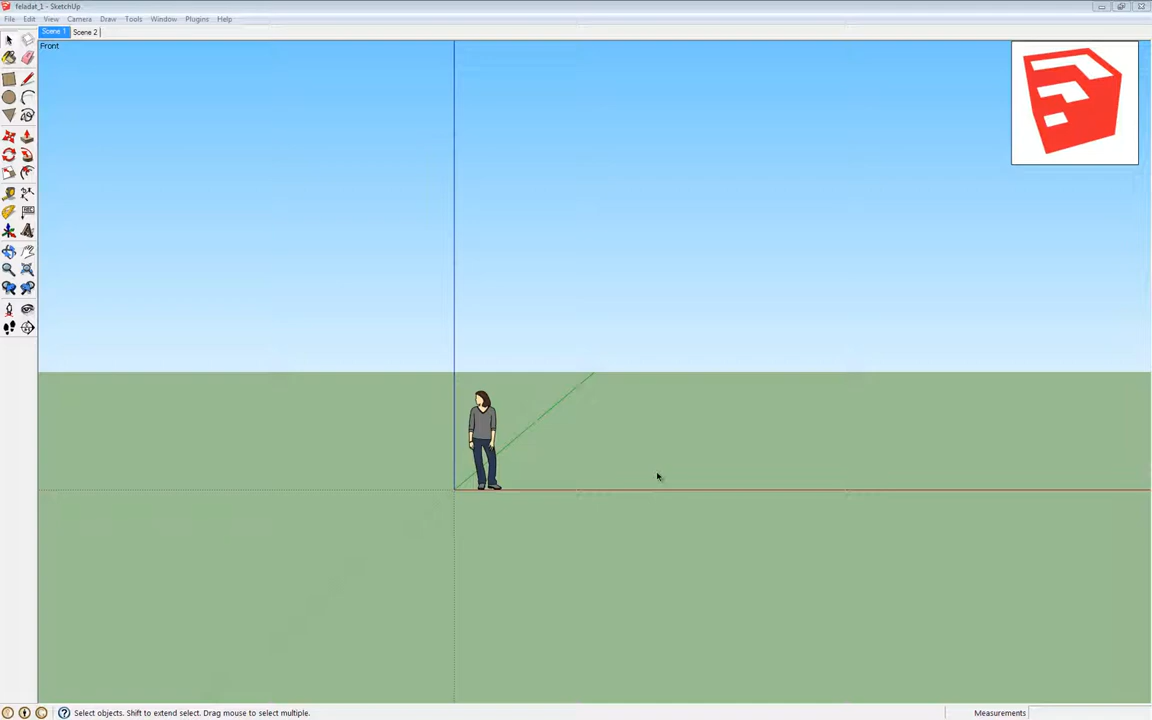 feladat_1 - SketchUp
File Edit View Camera Draw Tools Window Plugins Help
Scene 1 Scene 2
Front
Select objects. Shift to extend select. Drag mouse to select multiple.
Measurements